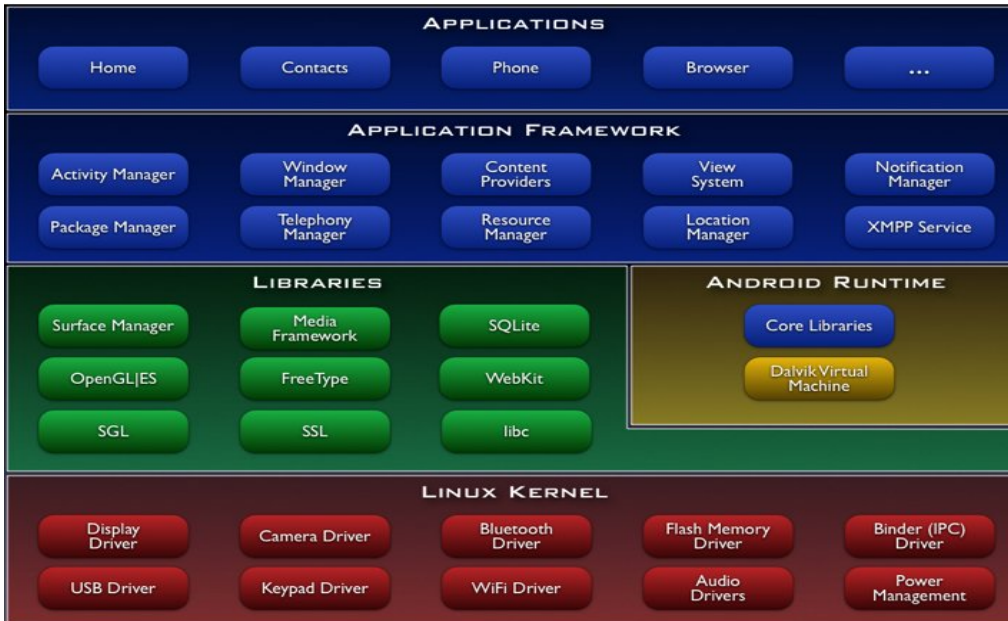 APPLICATIONS
Home
Contacts
Phone
Browser
...
APPLICATION FRAMEWORK
Activity Manager
Window
Manager
Content
Providers
View
System
Notification
Manager
Package Manager
Telephony
Manager
Resource
Manager
Location
Manager
XMPP Service
LIBRARIES
Surface Manager
Media
Framework
SQLite
OpenGL|ES
FreeType
WebKit
SGL
SSL
libc
ANDROID RUNTIME
Core Libraries
Dalvik Virtual
Machine
LINUX KERNEL
Display
Driver
Camera Driver
Bluetooth
Driver
Flash Memory
Driver
Binder (IPC)
Driver
USB Driver
Keypad Driver
WiFi Driver
Audio
Drivers
Power
Management